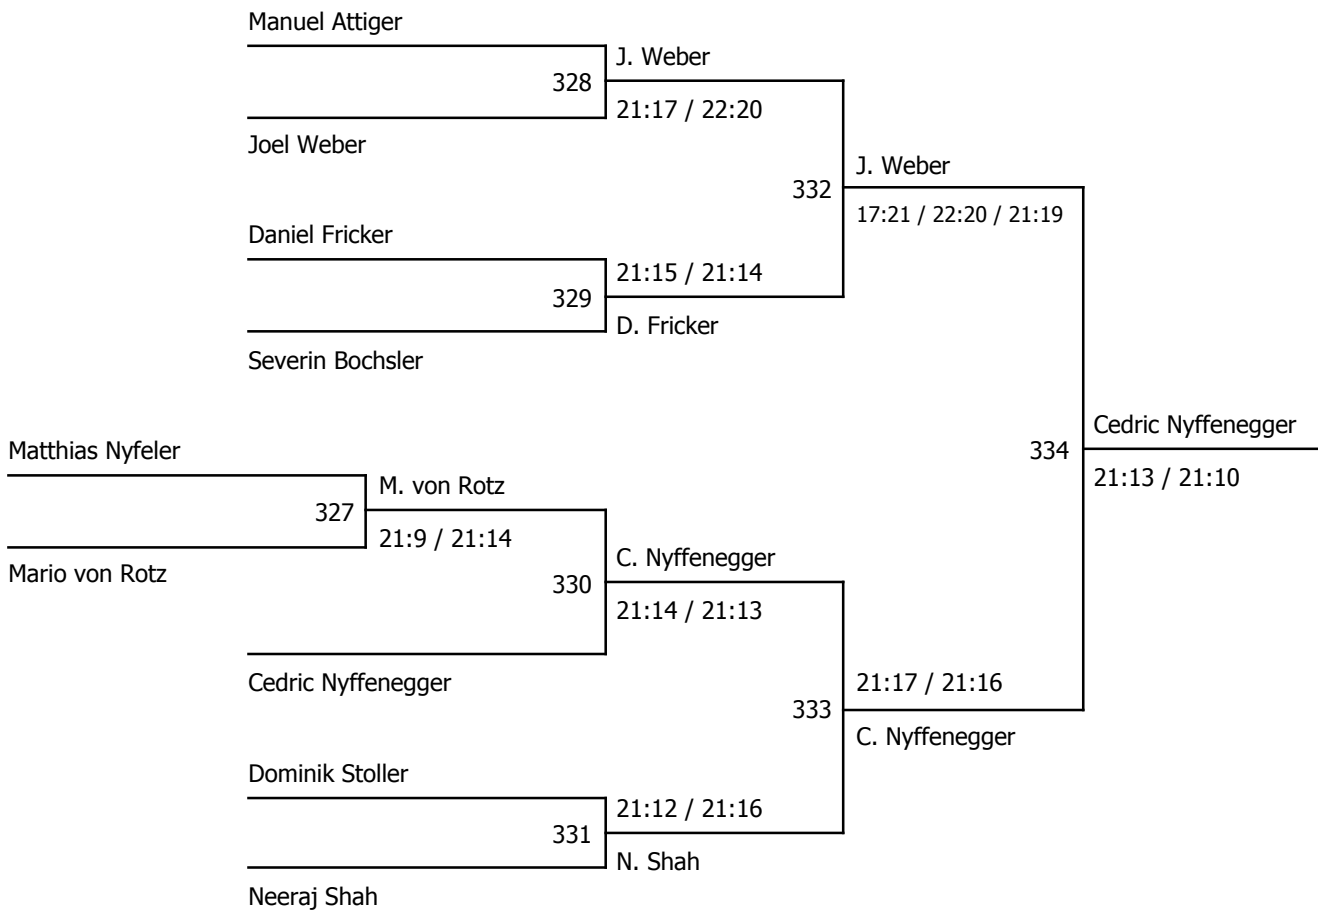 Manuel Attiger
J. Weber
328
21:17 / 22:20
Joel Weber
J. Weber
332
17:21 / 22:20 / 21:19
Daniel Fricker
21:15 / 21:14
329
D. Fricker
Severin Bochsler
Cedric Nyffenegger
334
21:13 / 21:10
Matthias Nyfeler
M. von Rotz
327
21:9 / 21:14
Mario von Rotz
C. Nyffenegger
330
21:14 / 21:13
Cedric Nyffenegger
21:17 / 21:16
333
C. Nyffenegger
Dominik Stoller
21:12 / 21:16
331
N. Shah
Neeraj Shah